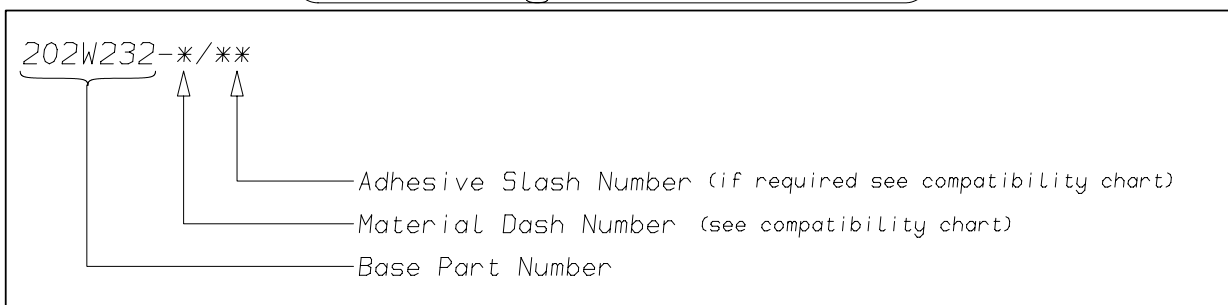 202W232-*/**
Adhesive Slash Number (if required see compatibility chart)
Material Dash Number (see compatibility chart)
Base Part Number